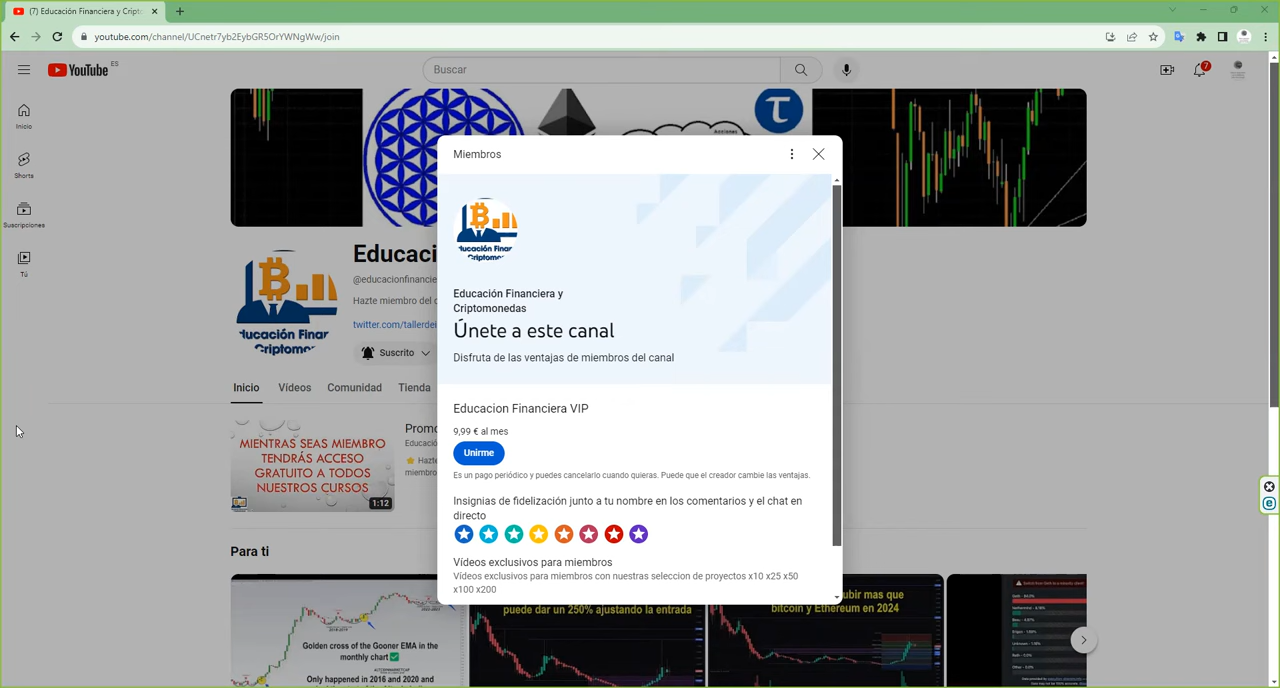 (7) Educación Financiera y Cripto
youtube.com/channel/UCnetr7yb2EybGR5OrYWNgWw/join
YouTube ES
Buscar
7
Inicio
Shorts
Suscripciones
Tú
Acciones
Miembros
Educación Financiera y
Criptomonedas
Únete a este canal
Disfruta de las ventajas de miembros del canal
Educacion Financiera VIP
9,99 € al mes
Unirme
Es un pago periódico y puedes cancelarlo cuando quieras. Puede que el creador cambie las ventajas.
Insignias de fidelización junto a tu nombre en los comentarios y el chat en
directo
Vídeos exclusivos para miembros
Vídeos exclusivos para miembros con nuestras seleccion de proyectos x10 x25 x50
x100 x200
Educaci
@educacionfinancie
Hazte miembro del c
twitter.com/tallerdei
Suscrito
Inicio Vídeos Comunidad Tienda
MIENTRAS SEAS MIEMBRO
TENDRÁS ACCESO
GRATUITO A TODOS
NUESTROS CURSOS
1:12
Promo
Educació
Hazte
miembro
Para ti
Golden cross of the Gooner EMA in the
monthly chart
Only happened in 2016 and 2020 and
puede dar un 250% ajustando la entrada
ubir mas que
bitcoin y Ethereum en 2024